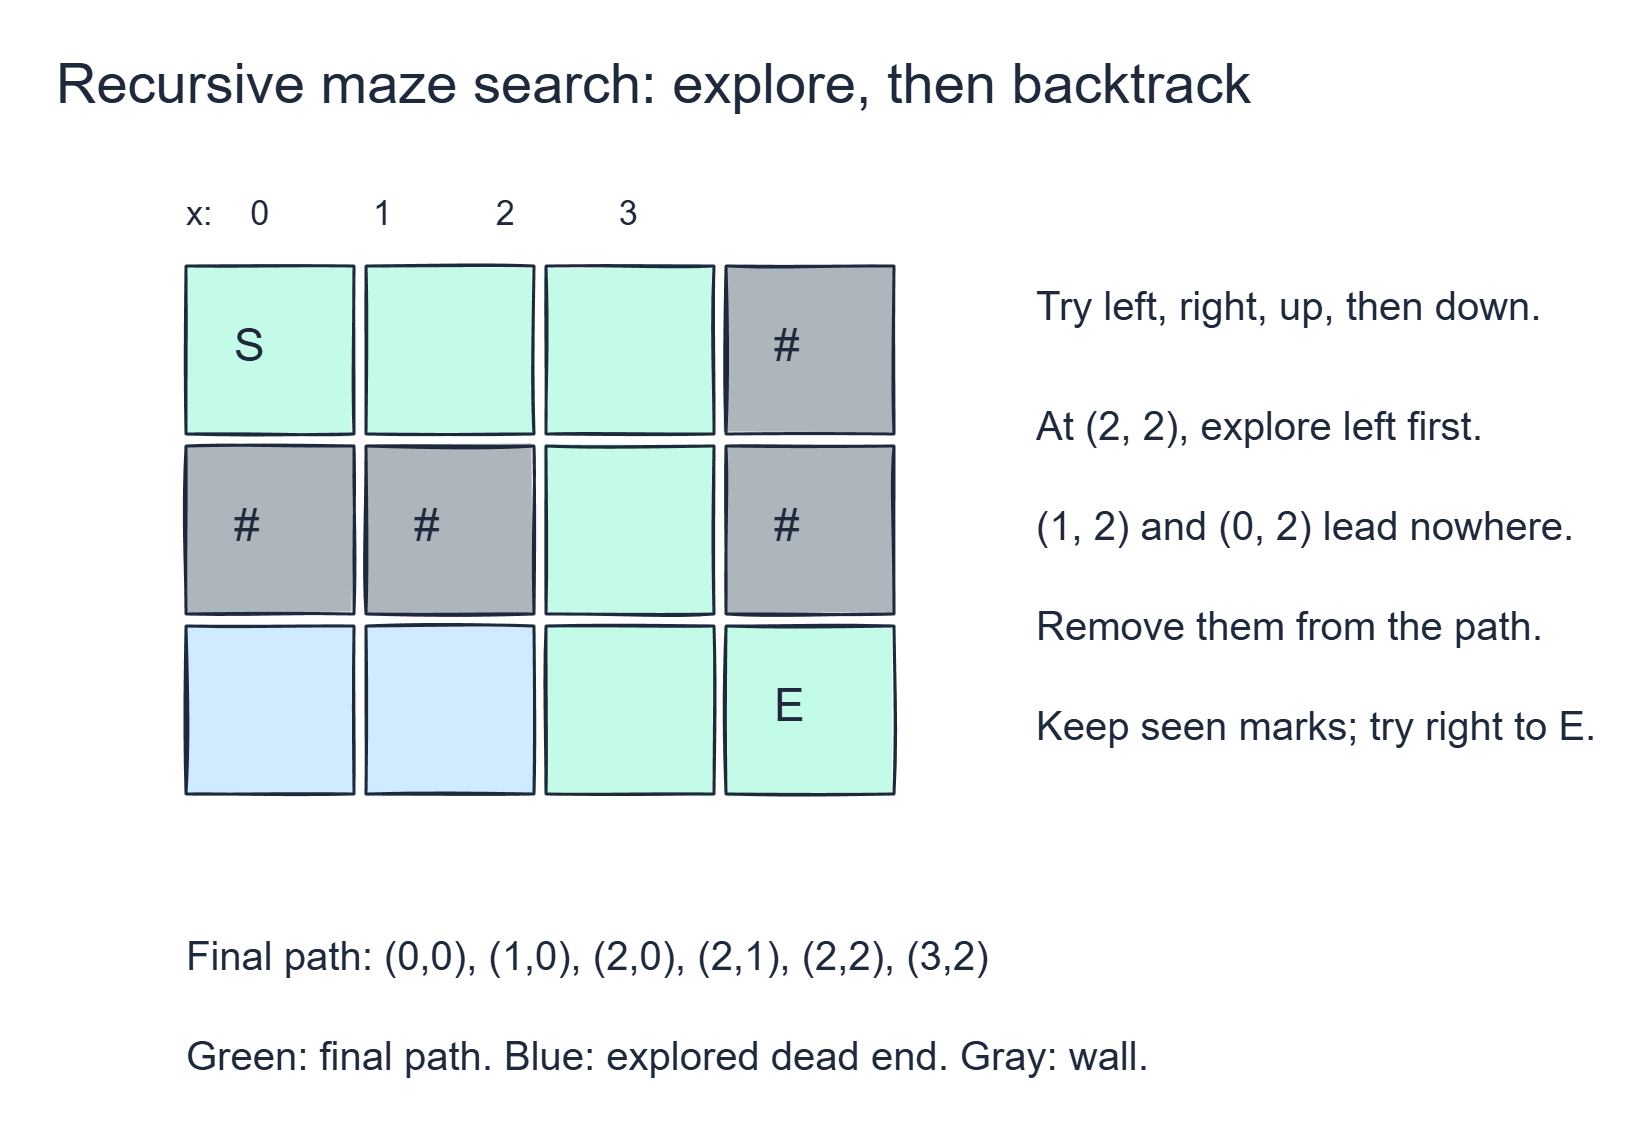 Recursive maze search: explore, then backtrack
x: 0 1 2 3
S #
# # #
E
Try left, right, up, then down.
At (2, 2), explore left first.
(1, 2) and (0, 2) lead nowhere.
Remove them from the path.
Keep seen marks; try right to E.
Final path: (0,0), (1,0), (2,0), (2,1), (2,2), (3,2)
Green: final path. Blue: explored dead end. Gray: wall.